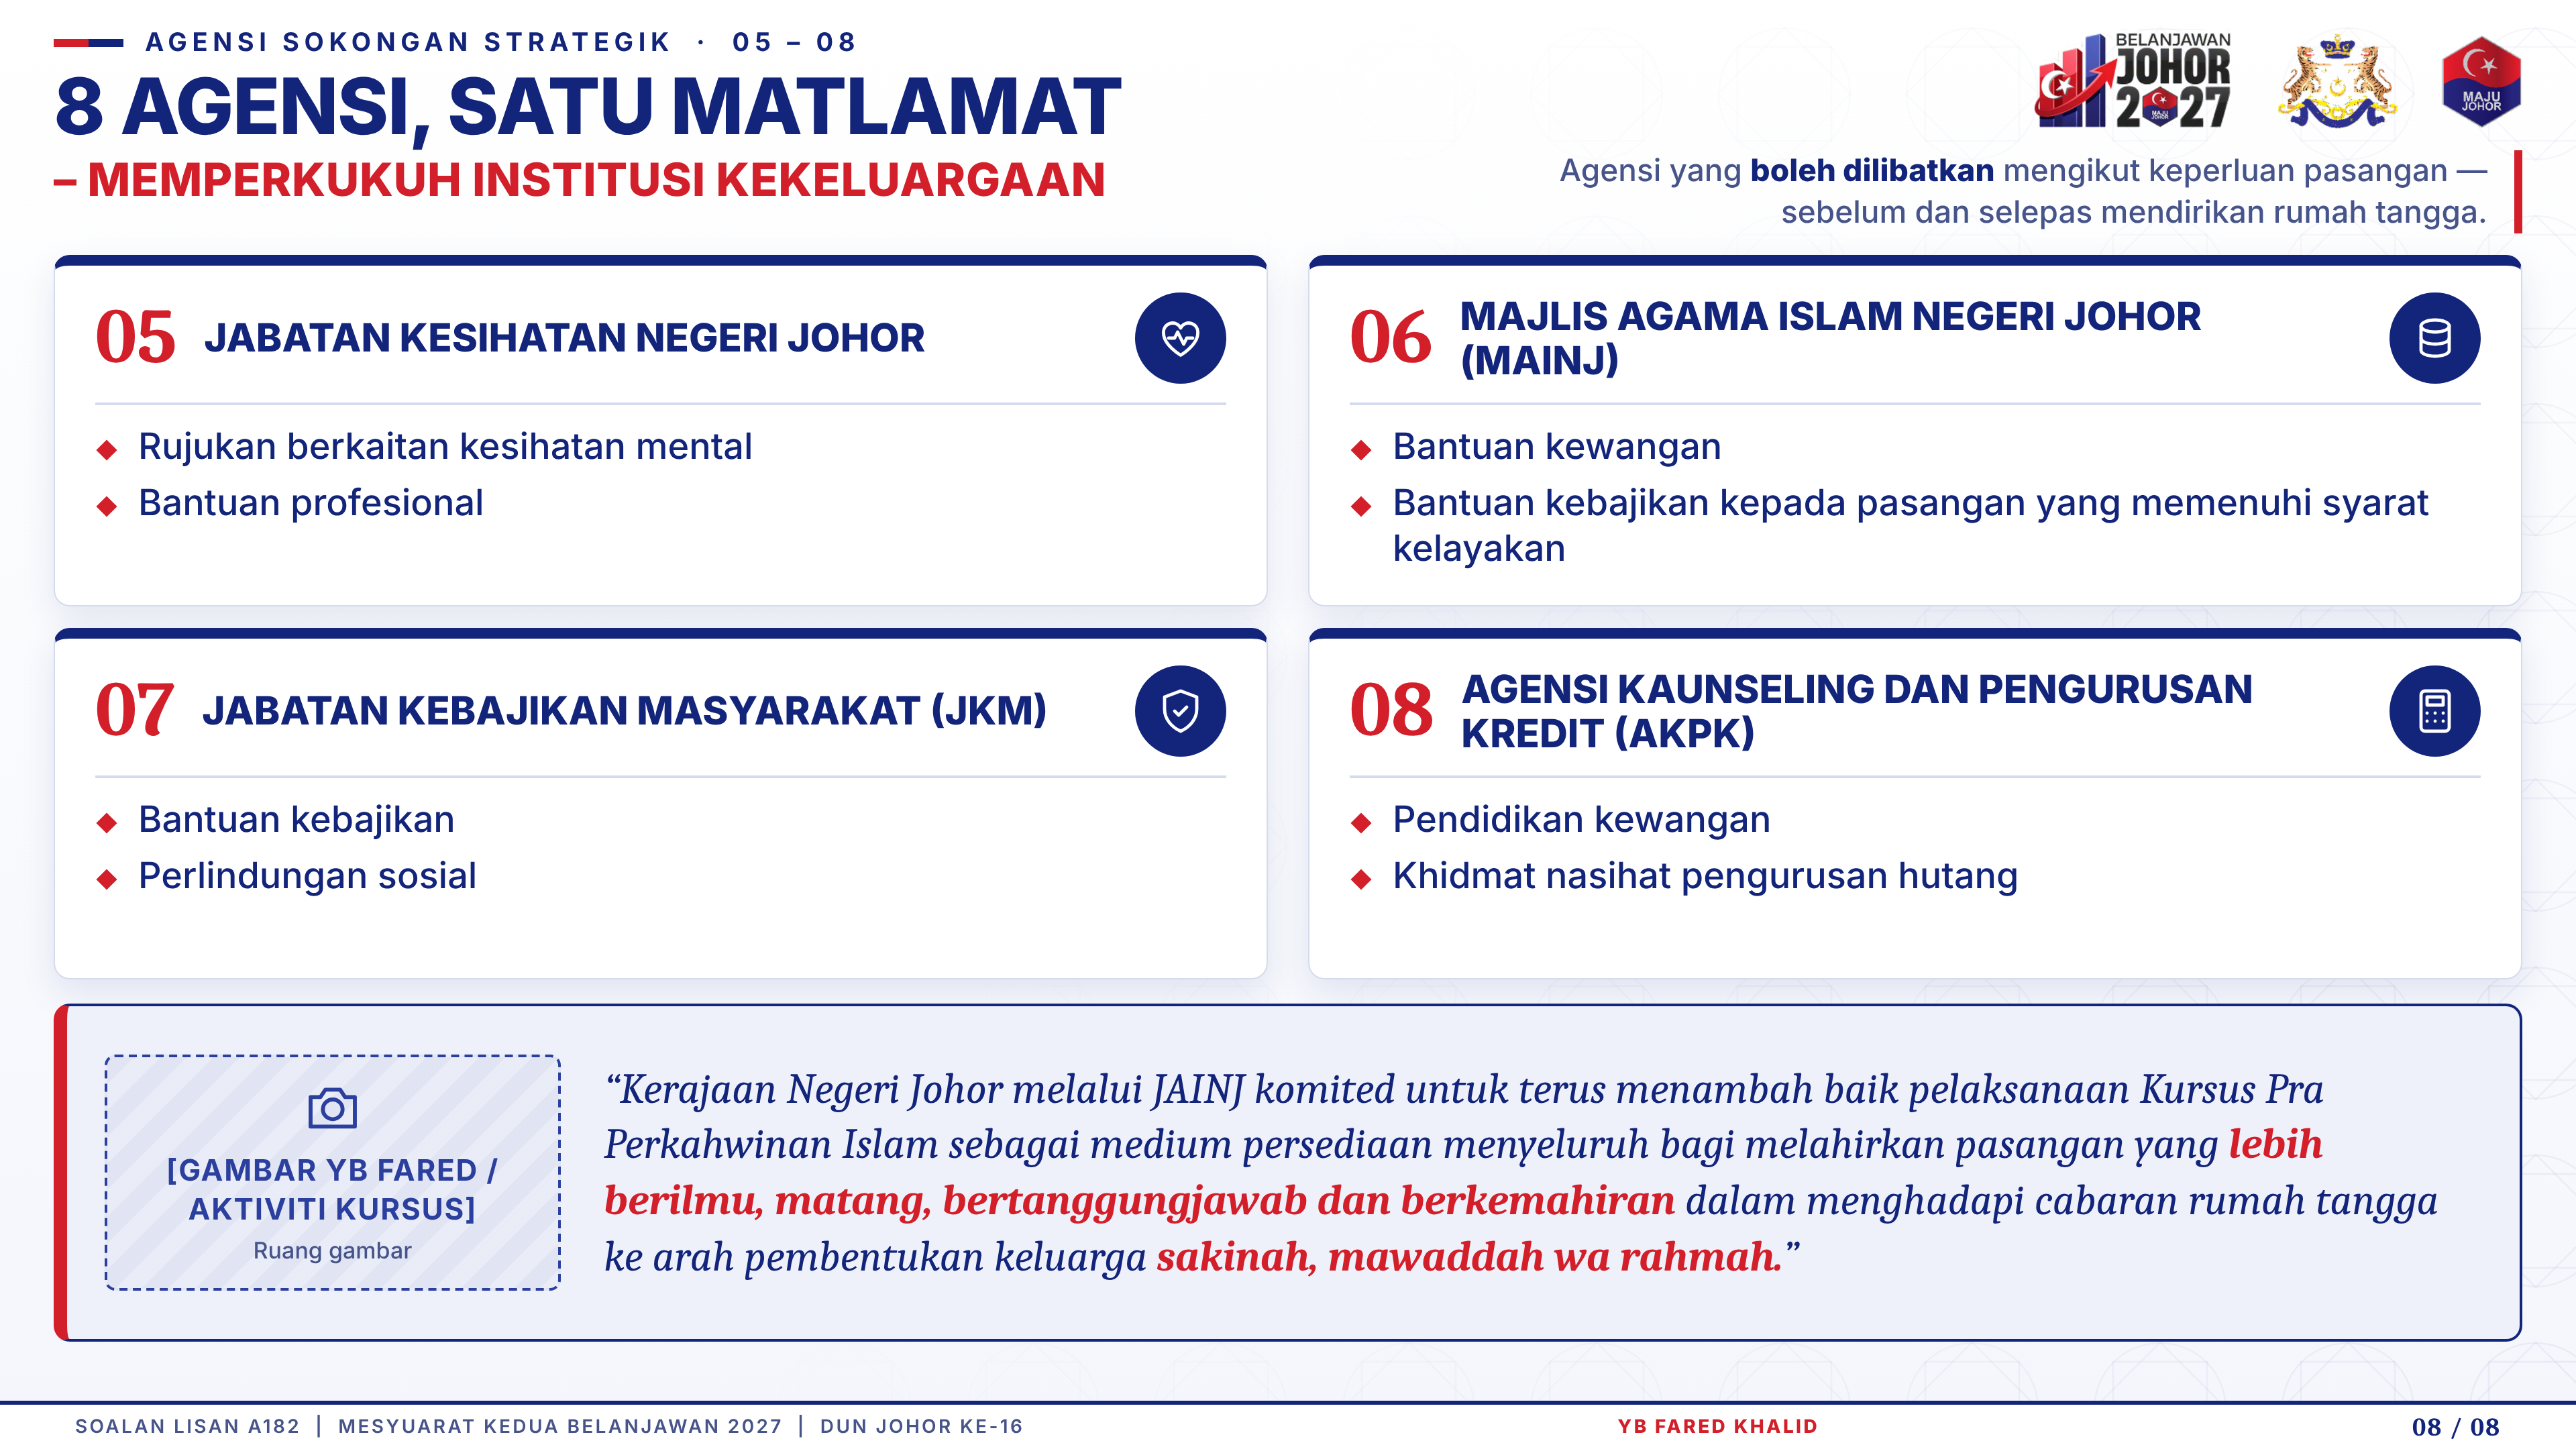 AGENSI SOKONGAN STRATEGIK · 05 – 08
8 AGENSI, SATU MATLAMAT
– MEMPERKUKUH INSTITUSI KEKELUARGAAN
BELANJAWAN
JOHOR
2027
MAJU
JOHOR
MAJU
JOHOR
Agensi yang boleh dilibatkan mengikut keperluan pasangan —
sebelum dan selepas mendirikan rumah tangga.
05 JABATAN KESIHATAN NEGERI JOHOR
◆ Rujukan berkaitan kesihatan mental
◆ Bantuan profesional
06 MAJLIS AGAMA ISLAM NEGERI JOHOR
(MAINJ)
◆ Bantuan kewangan
◆ Bantuan kebajikan kepada pasangan yang memenuhi syarat
kelayakan
07 JABATAN KEBAJIKAN MASYARAKAT (JKM)
◆ Bantuan kebajikan
◆ Perlindungan sosial
08 AGENSI KAUNSELING DAN PENGURUSAN
KREDIT (AKPK)
◆ Pendidikan kewangan
◆ Khidmat nasihat pengurusan hutang
[GAMBAR YB FARED /
AKTIVITI KURSUS]
Ruang gambar
“Kerajaan Negeri Johor melalui JAINJ komited untuk terus menambah baik pelaksanaan Kursus Pra
Perkahwinan Islam sebagai medium persediaan menyeluruh bagi melahirkan pasangan yang lebih
berilmu, matang, bertanggungjawab dan berkemahiran dalam menghadapi cabaran rumah tangga
ke arah pembentukan keluarga sakinah, mawaddah wa rahmah.”
SOALAN LISAN A182 | MESYUARAT KEDUA BELANJAWAN 2027 | DUN JOHOR KE-16
YB FARED KHALID
08 / 08